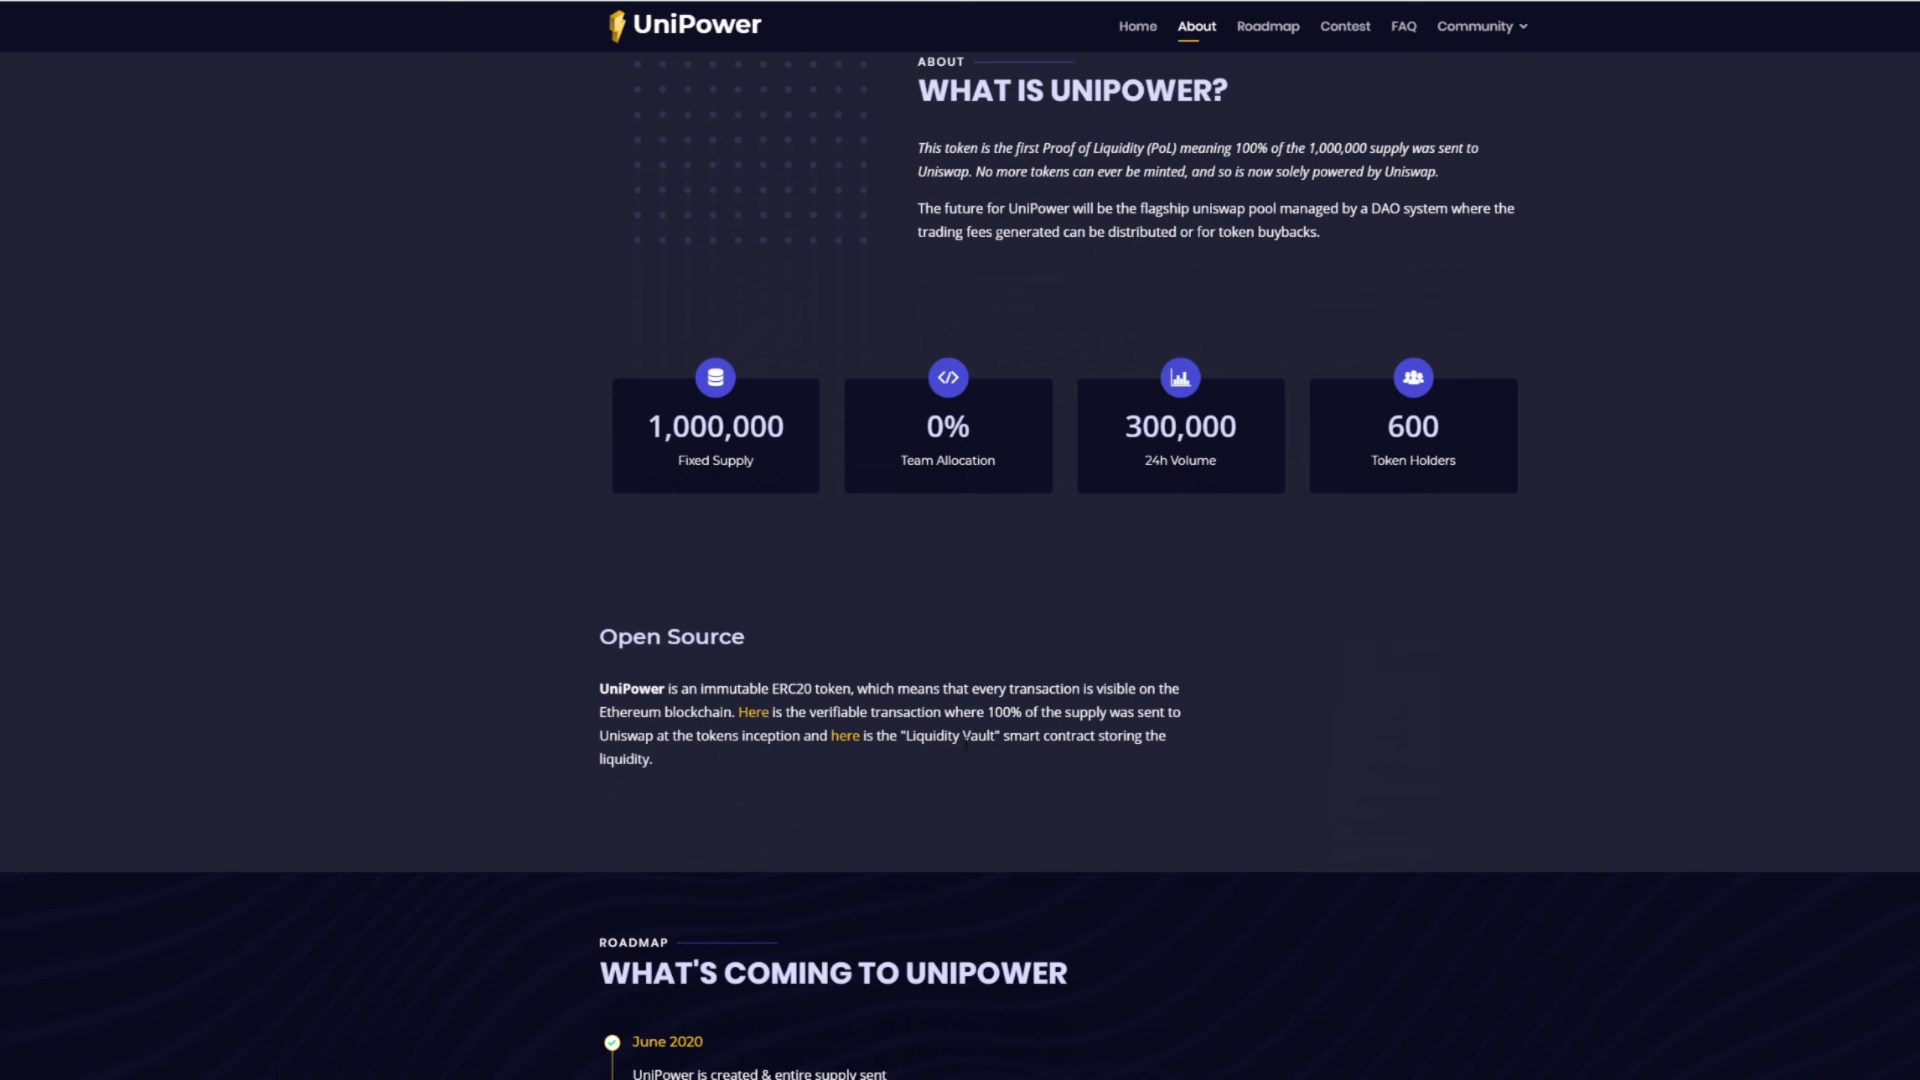 UniPower
Home About Roadmap Contest FAQ Community
ABOUT
WHAT IS UNIPOWER?
This token is the first Proof of Liquidity (PoL) meaning 100% of the 1,000,000 supply was sent to
Uniswap. No more tokens can ever be minted, and so is now solely powered by Uniswap.
The future for UniPower will be the flagship uniswap pool managed by a DAO system where the
trading fees generated can be distributed or for token buybacks.
1,000,000
Fixed Supply
0%
Team Allocation
300,000
24h Volume
600
Token Holders
Open Source
UniPower is an immutable ERC20 token, which means that every transaction is visible on the
Ethereum blockchain. Here is the verifiable transaction where 100% of the supply was sent to
Uniswap at the tokens inception and here is the "Liquidity Vault" smart contract storing the
liquidity.
ROADMAP
WHAT'S COMING TO UNIPOWER
June 2020
UniPower is created & entire supply sent